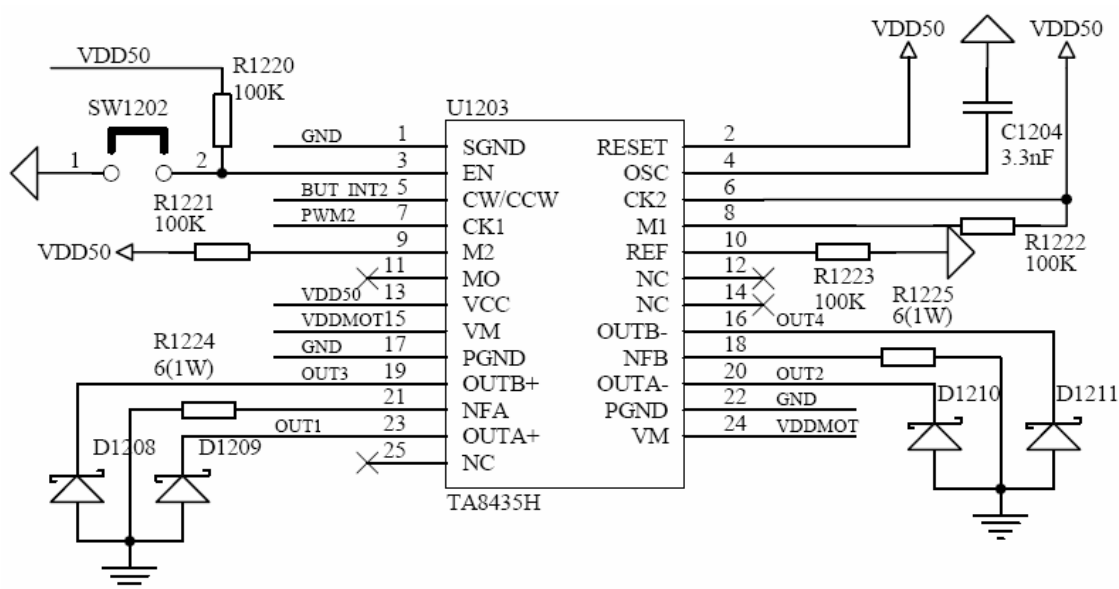 VDD50
VDD50
VDD50
R1220
100K
SW1202
U1203
C1204
3.3nF
1
2
GND
1
SGND
RESET
2
3
EN
OSC
4
R1221
100K
BUT_INT2
5
CW/CCW
CK2
6
PWM2
7
CK1
M1
8
VDD50
9
M2
REF
10
R1222
100K
11
MO
NC
12
R1223
100K
VDD50
13
VCC
NC
14
R1225
6(1W)
VDDMOT
15
VM
OUTB-
16
OUT4
R1224
6(1W)
GND
17
PGND
NFB
18
OUT3
19
OUTB+
OUTA-
20
OUT2
D1210
D1211
21
NFA
PGND
22
GND
OUT1
23
OUTA+
VM
24
VDDMOT
D1208
D1209
25
NC
TA8435H